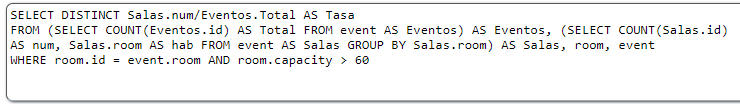 SELECT DISTINCT Salas.num/Eventos.Total AS Tasa
FROM (SELECT COUNT(Eventos.id) AS Total FROM event AS Eventos) AS Eventos, (SELECT COUNT(Salas.id)
AS num, Salas.room AS hab FROM event AS Salas GROUP BY Salas.room) AS Salas, room, event
WHERE room.id = event.room AND room.capacity > 60